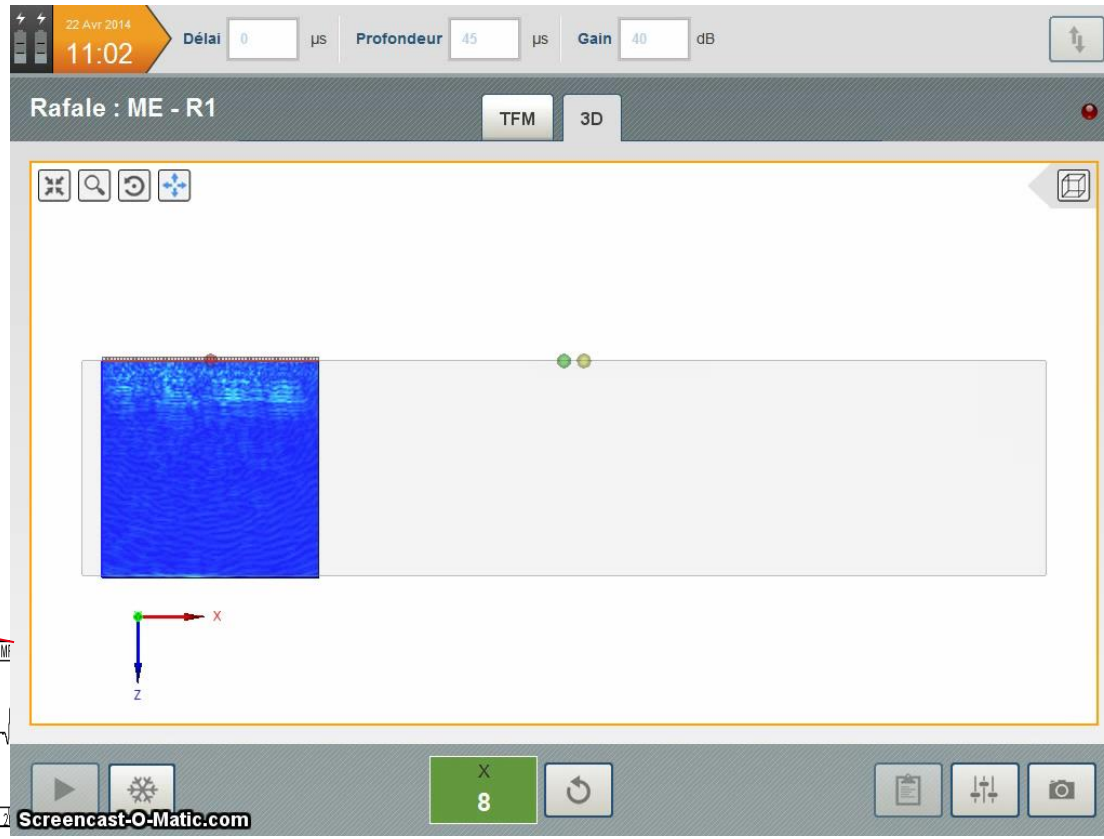 22 Avr 2014
11:02
Délai 0 µs Profondeur 45 µs Gain 40 dB
Rafale : ME - R1
TFM 3D
X
Z
X
8
Screencast-O-Matic.com